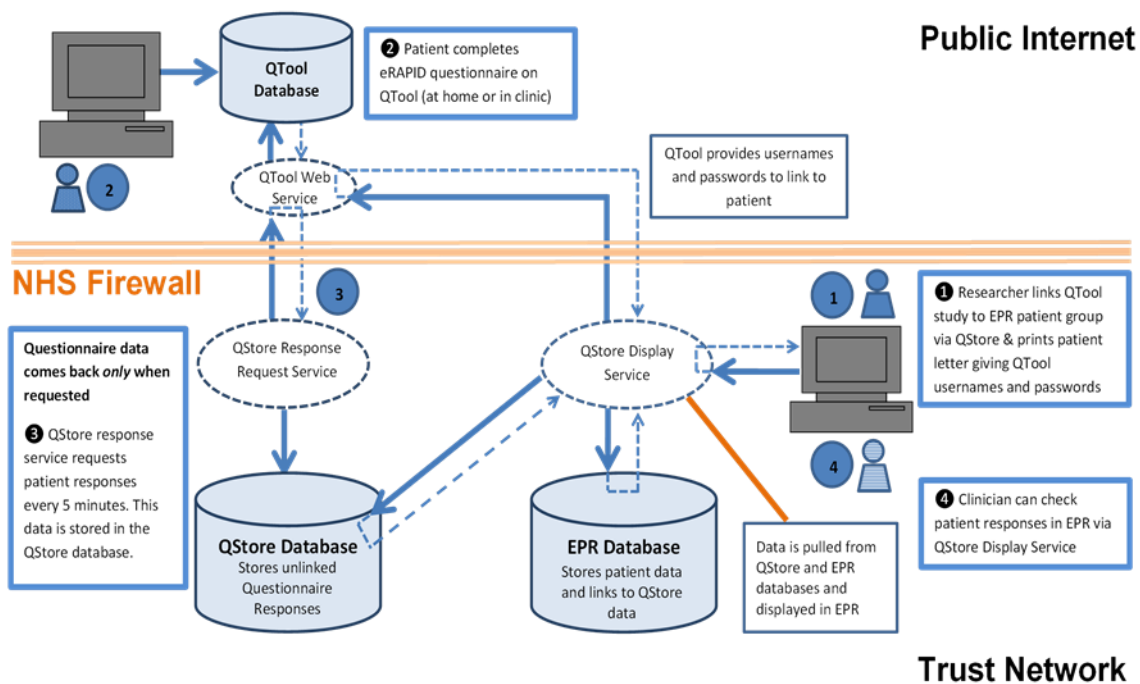 Public Internet
QTool
Database
❷ Patient completes
eRAPID questionnaire on
QTool (at home or in clinic)
2
QTool Web
Service
QTool provides usernames
and passwords to link to
patient
NHS Firewall
3
1
❶ Researcher links QTool
study to EPR patient group
via QStore & prints patient
letter giving QTool
usernames and passwords
Questionnaire data
comes back only when
requested
❸ QStore response
service requests
patient responses
every 5 minutes. This
data is stored in the
QStore database.
QStore Response
Request Service
QStore Display
Service
4
❹ Clinician can check
patient responses in EPR via
QStore Display Service
QStore Database
Stores unlinked
Questionnaire
Responses
EPR Database
Stores patient data
and links to QStore
data
Data is pulled from
QStore and EPR
databases and
displayed in EPR
Trust Network